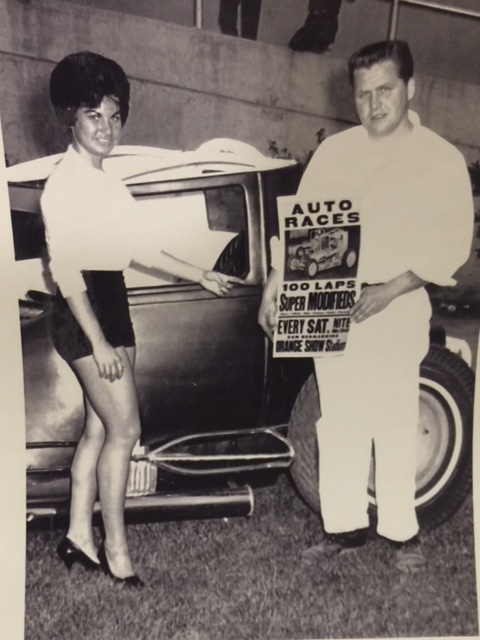 AUTO
RACES
100 LAPS
SUPER MODIFIEDS
EVERY SAT. NITE
SAN BERNARDINO
ORANGE SHOW Stadium